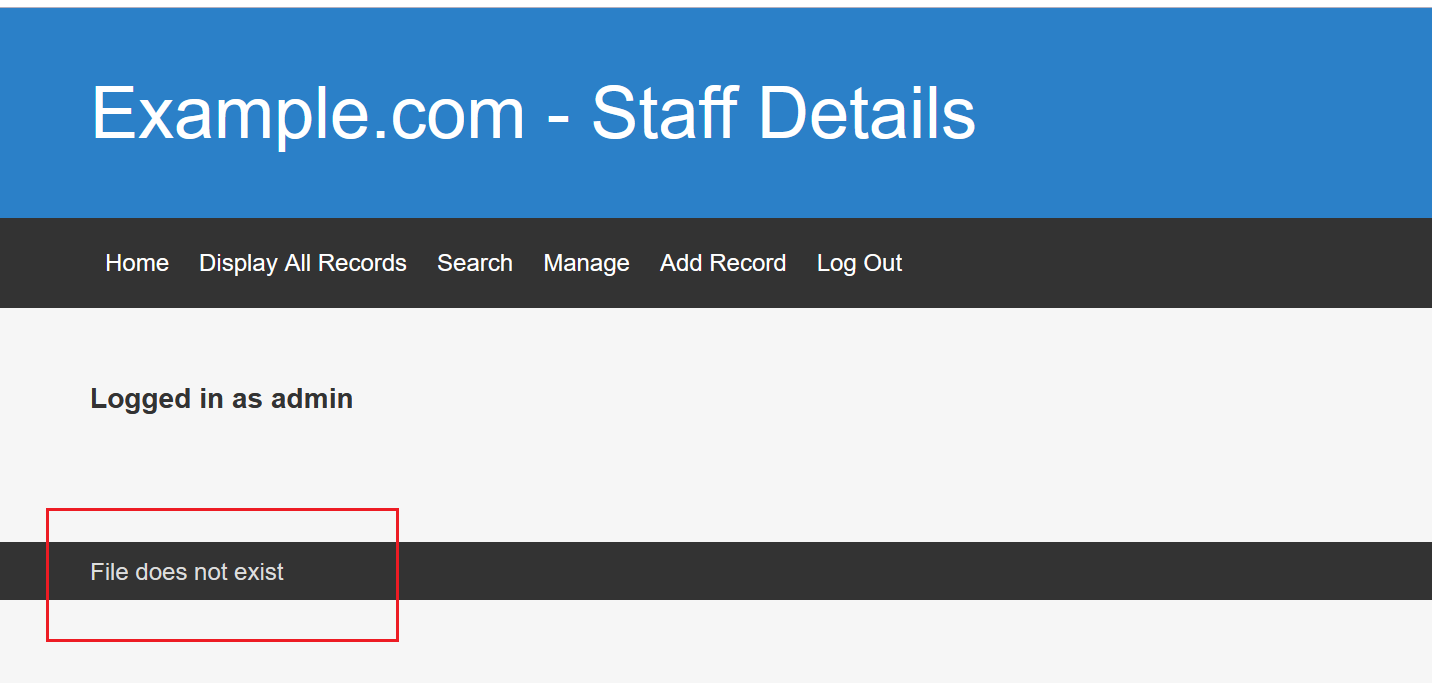 Example.com - Staff Details
Home Display All Records Search Manage Add Record Log Out
Logged in as admin
File does not exist